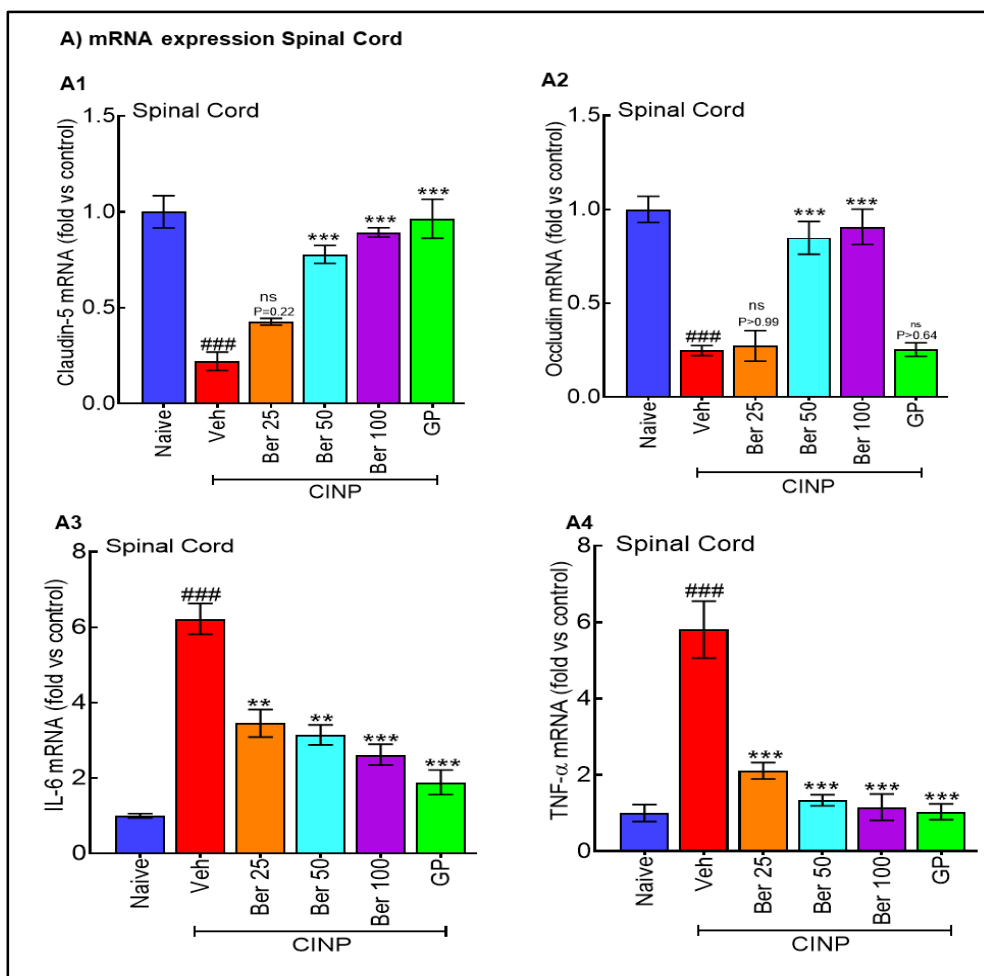 A) mRNA expression Spinal Cord
A1
Spinal Cord
Claudin-5 mRNA (fold vs control)
1.5
1.0
0.5
0.0
###
ns
P=0.22
***
***
***
Naive
Veh
Ber 25
Ber 50
Ber 100
GP
CINP
A2
Spinal Cord
Occludin mRNA (fold vs control)
1.5
1.0
0.5
0.0
###
ns
P>0.99
***
***
ns
P>0.64
Naive
Veh
Ber 25
Ber 50
Ber 100
GP
CINP
A3
Spinal Cord
IL-6 mRNA (fold vs control)
8
6
4
2
0
###
**
**
***
***
Naive
Veh
Ber 25
Ber 50
Ber 100
GP
CINP
A4
Spinal Cord
TNF-α mRNA (fold vs control)
8
6
4
2
0
###
***
***
***
***
Naive
Veh
Ber 25
Ber 50
Ber 100
GP
CINP